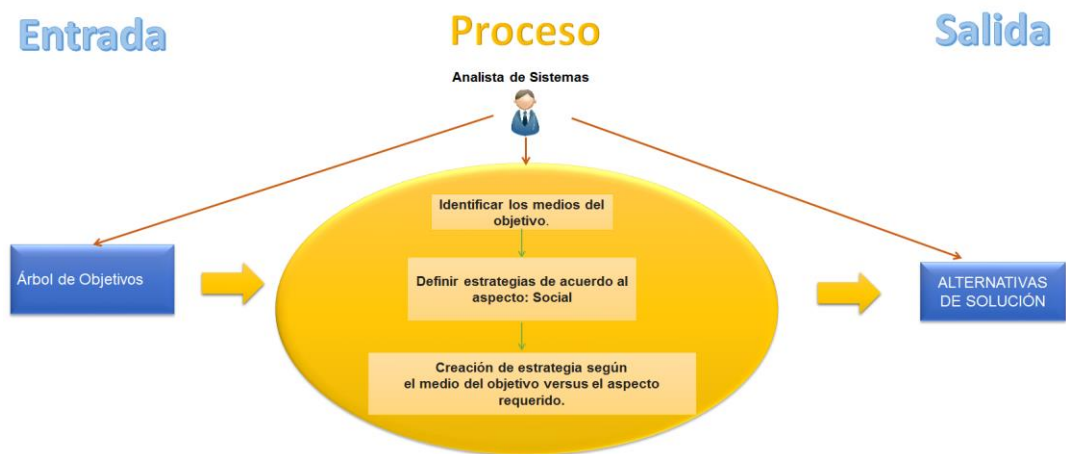 Entrada
Proceso
Salida
Analista de Sistemas
Identificar los medios del
objetivo.
Árbol de Objetivos
Definir estrategias de acuerdo al
aspecto: Social
ALTERNATIVAS
DE SOLUCIÓN
Creación de estrategia según
el medio del objetivo versus el aspecto
requerido.